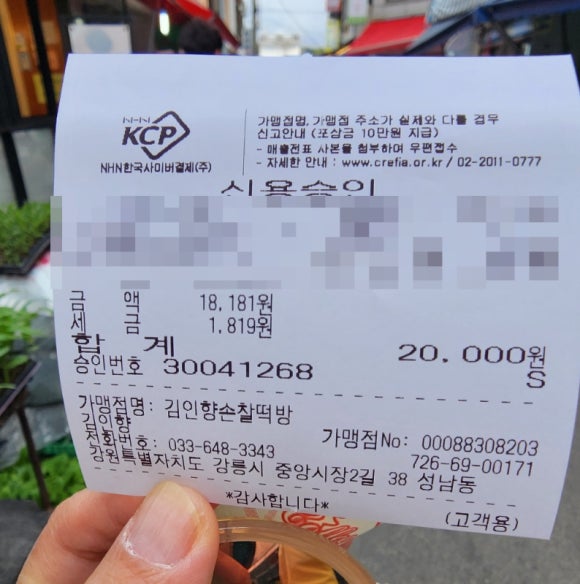 NHN
KCP
NHN한국사이버결제(주)
가맹점명, 가맹점 주소가 실제와 다를 경우
신고안내 (포상금 10만원 지급)
- 매출전표 사본을 첨부하여 우편접수
- 자세한 안내 : www.crefia.or.kr / 02-2011-0777
신용승인
금 액 18,181원
세 금 1,819원
합 계 20,000원
승인번호 30041268 S
가맹점명: 김인향손찰떡방
김인향 가맹점No: 00088308203
전화번호: 033-648-3343 726-69-00171
강원특별자치도 강릉시 중앙시장2길 38 성남동
*감사합니다*
(고객용)